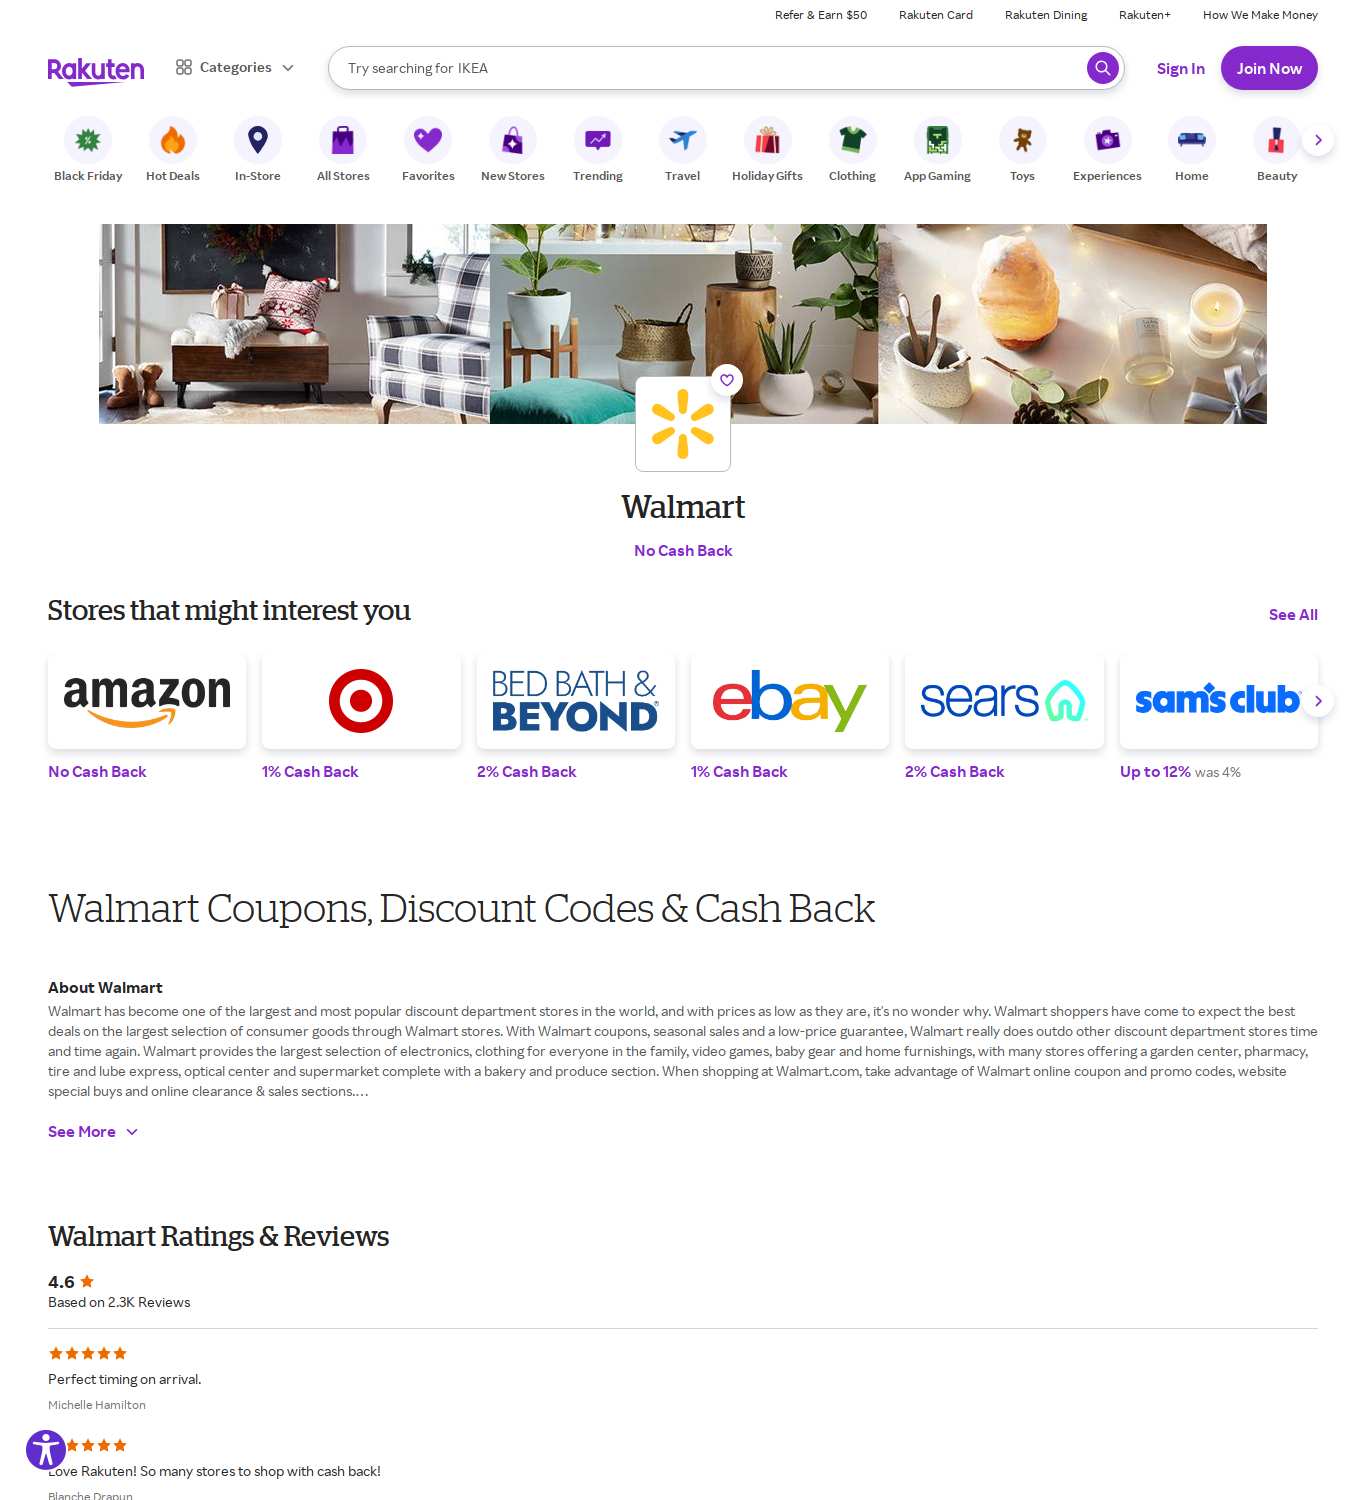 Refer & Earn $50
Rakuten Card
Rakuten Dining
Rakuten+
How We Make Money
Rakuten
Categories
Try searching for IKEA
Sign In
Join Now
Black Friday
Hot Deals
In-Store
All Stores
Favorites
New Stores
Trending
Travel
Holiday Gifts
Clothing
App Gaming
Toys
Experiences
Home
Beauty
Walmart
No Cash Back
Stores that might interest you
See All
amazon
BED BATH &
BEYOND®
ebay
sears
sam's club
No Cash Back
1% Cash Back
2% Cash Back
1% Cash Back
2% Cash Back
Up to 12% was 4%
Walmart Coupons, Discount Codes & Cash Back
About Walmart
Walmart has become one of the largest and most popular discount department stores in the world, and with prices as low as they are, it's no wonder why. Walmart shoppers have come to expect the best
deals on the largest selection of consumer goods through Walmart stores. With Walmart coupons, seasonal sales and a low-price guarantee, Walmart really does outdo other discount department stores time
and time again. Walmart provides the largest selection of electronics, clothing for everyone in the family, video games, baby gear and home furnishings, with many stores offering a garden center, pharmacy,
tire and lube express, optical center and supermarket complete with a bakery and produce section. When shopping at Walmart.com, take advantage of Walmart online coupon and promo codes, website
special buys and online clearance & sales sections.…
See More
Walmart Ratings & Reviews
4.6
Based on 2.3K Reviews
Perfect timing on arrival.
Michelle Hamilton
Love Rakuten! So many stores to shop with cash back!
Blanche Drapun